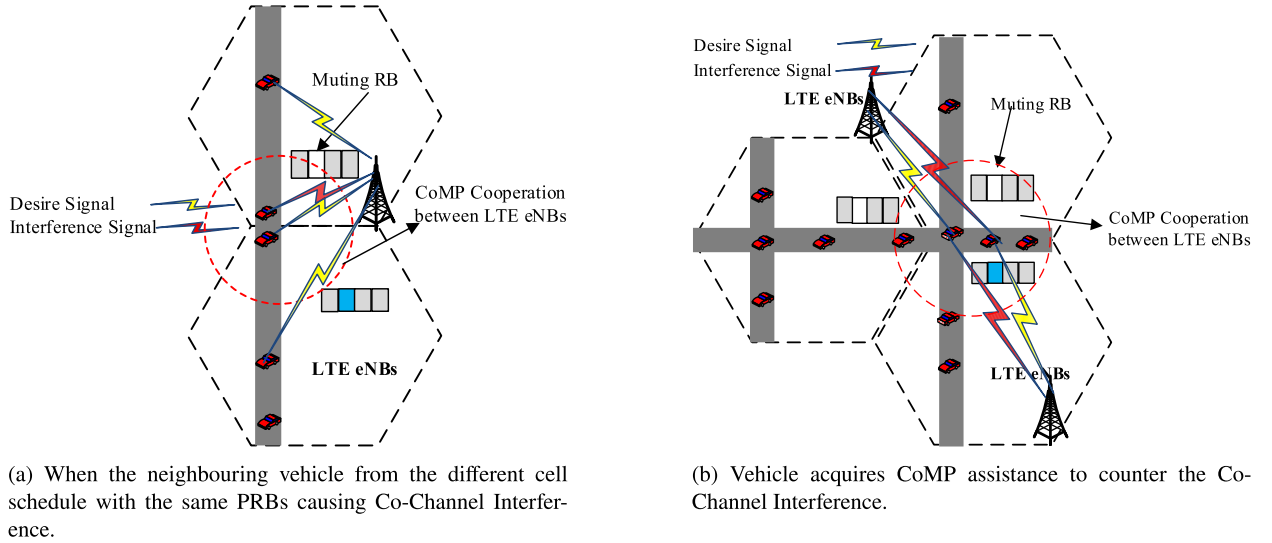 Muting RB
Desire Signal
Interference Signal
CoMP Cooperation
between LTE eNBs
LTE eNBs
(a) When the neighbouring vehicle from the different cell
schedule with the same PRBs causing Co-Channel Interfer-
ence.
Desire Signal
Interference Signal
LTE eNBs
Muting RB
CoMP Cooperation
between LTE eNBs
LTE eNBs
(b) Vehicle acquires CoMP assistance to counter the Co-
Channel Interference.